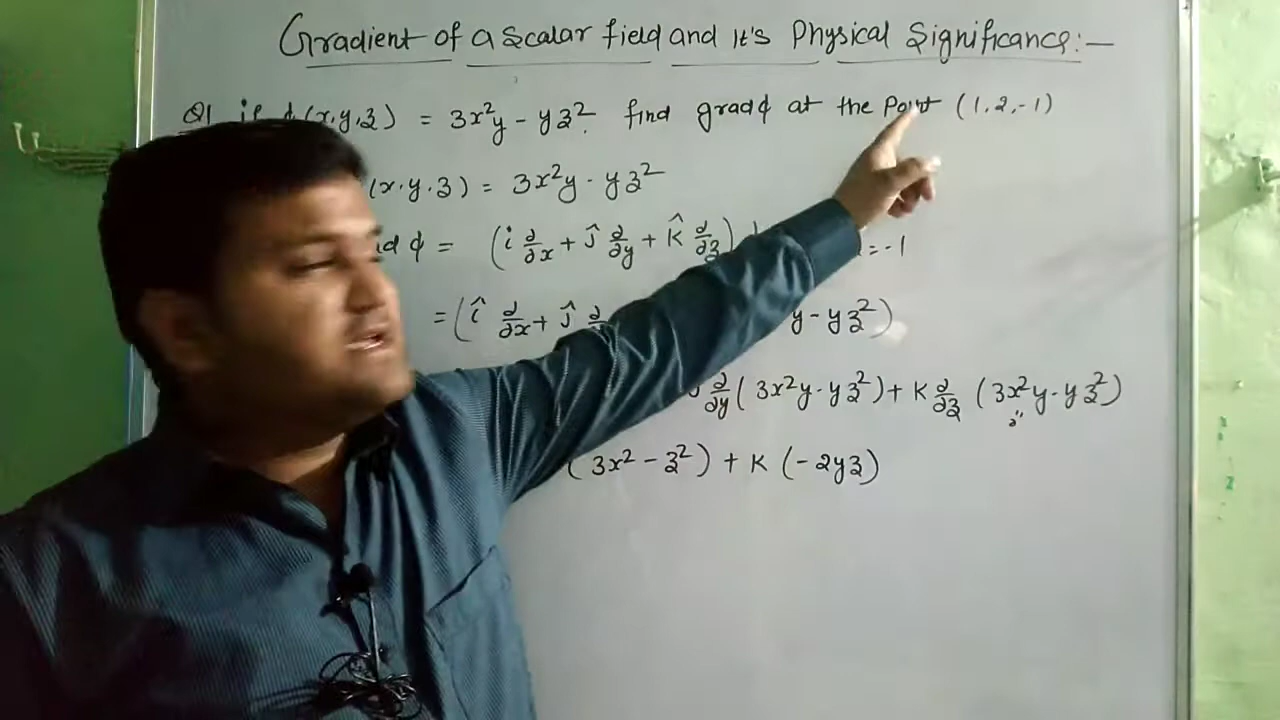 Gradient of a scalar field and It's Physical Significance:-
Q1 if ϕ(x,y,z) = 3x²y - yz². find gradϕ at the Point (1,2,-1)
(x.y.z) = 3x²y - yz²
= (i ∂/∂x + ĵ ∂/∂y + k̂ ∂/∂z) =-1
= (î ∂/∂x + ĵ ∂ y - yz²)
∂/∂y (3x²y - yz²) + k ∂/∂z (3x²y - yz²)
(3x² - z²) + k (-2yz)